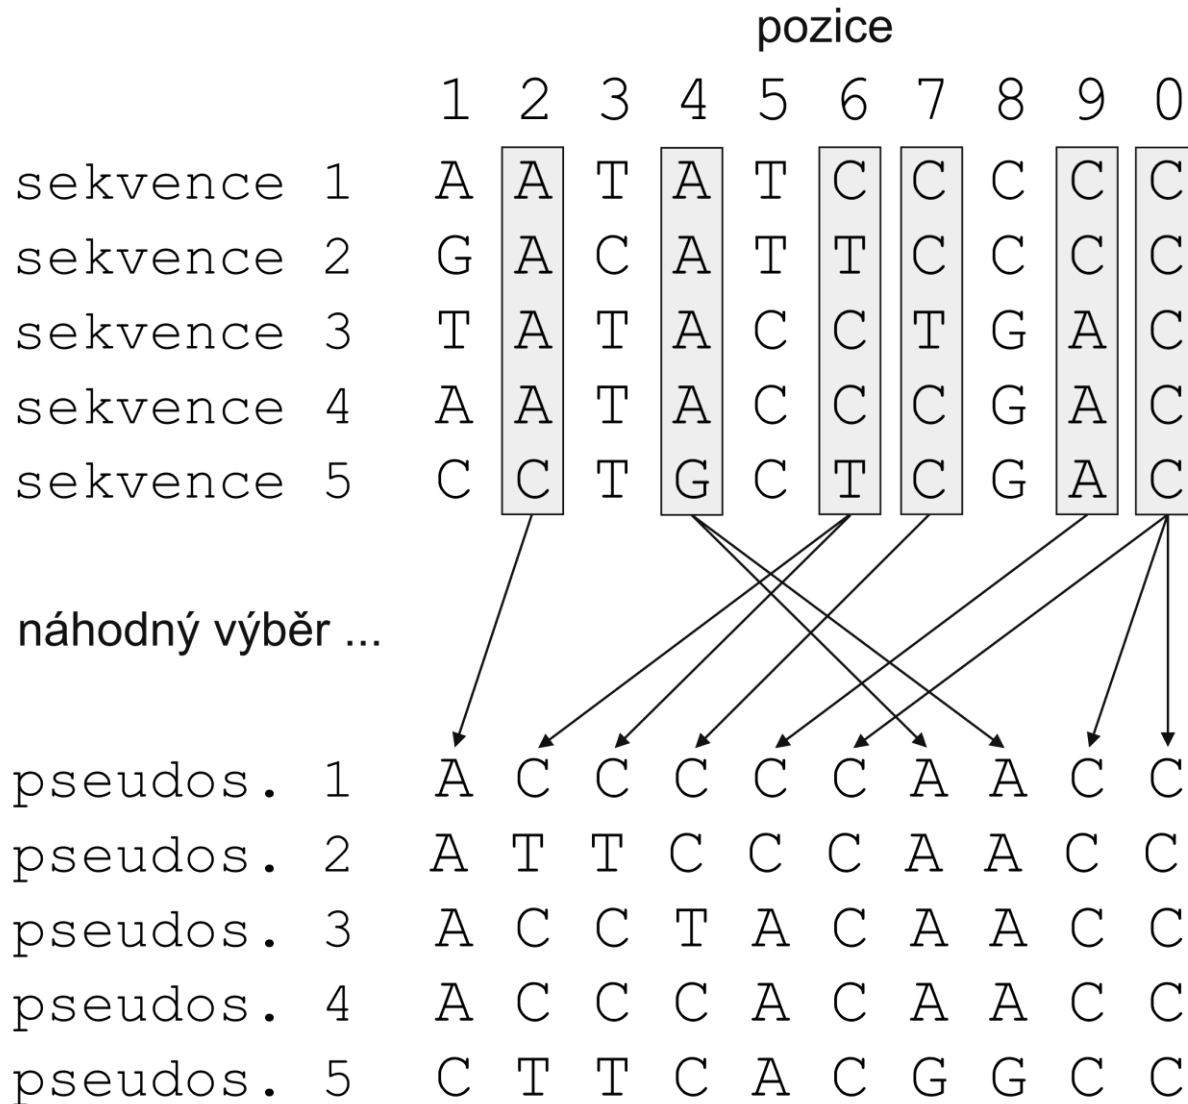 pozice
1 2 3 4 5 6 7 8 9 0
sekvence 1 A A T A T C C C C C
sekvence 2 G A C A T T C C C C
sekvence 3 T A T A C C T G A C
sekvence 4 A A T A C C C G A C
sekvence 5 C C T G C T C G A C
náhodný výběr ...
pseudos. 1 A C C C C C A A C C
pseudos. 2 A T T C C C A A C C
pseudos. 3 A C C T A C A A C C
pseudos. 4 A C C C A C A A C C
pseudos. 5 C T T C A C G G C C